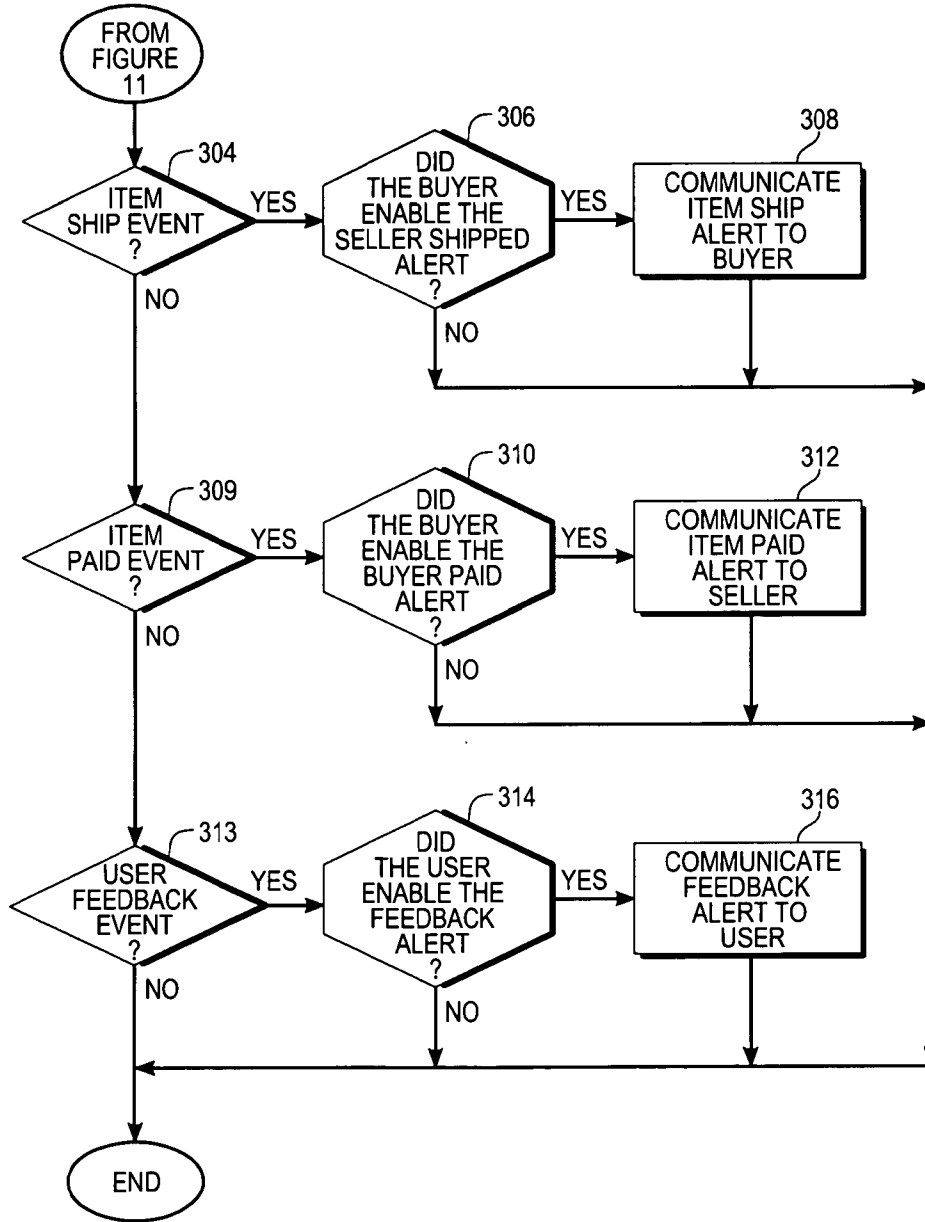 FROM
FIGURE
11
304
ITEM
SHIP EVENT
?
YES
NO
306
DID
THE BUYER
ENABLE THE
SELLER SHIPPED
ALERT
?
YES
NO
308
COMMUNICATE
ITEM SHIP
ALERT TO
BUYER
309
ITEM
PAID EVENT
?
YES
NO
310
DID
THE BUYER
ENABLE THE
BUYER PAID
ALERT
?
YES
NO
312
COMMUNICATE
ITEM PAID
ALERT TO
SELLER
313
USER
FEEDBACK
EVENT
?
YES
NO
314
DID
THE USER
ENABLE THE
FEEDBACK
ALERT
?
YES
NO
316
COMMUNICATE
FEEDBACK
ALERT TO
USER
END